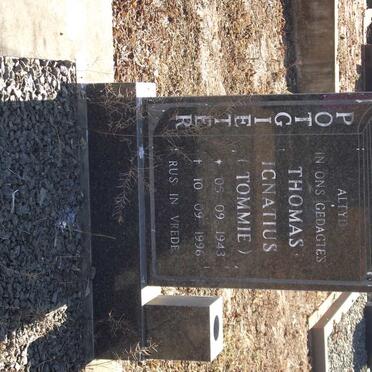 POTGIETER
ALTYD
IN ONS GEDAGTES
THOMAS
IGNATIUS
( TOMMIE )
* 05 09 1943
† 10 09 1996
RUS IN VREDE